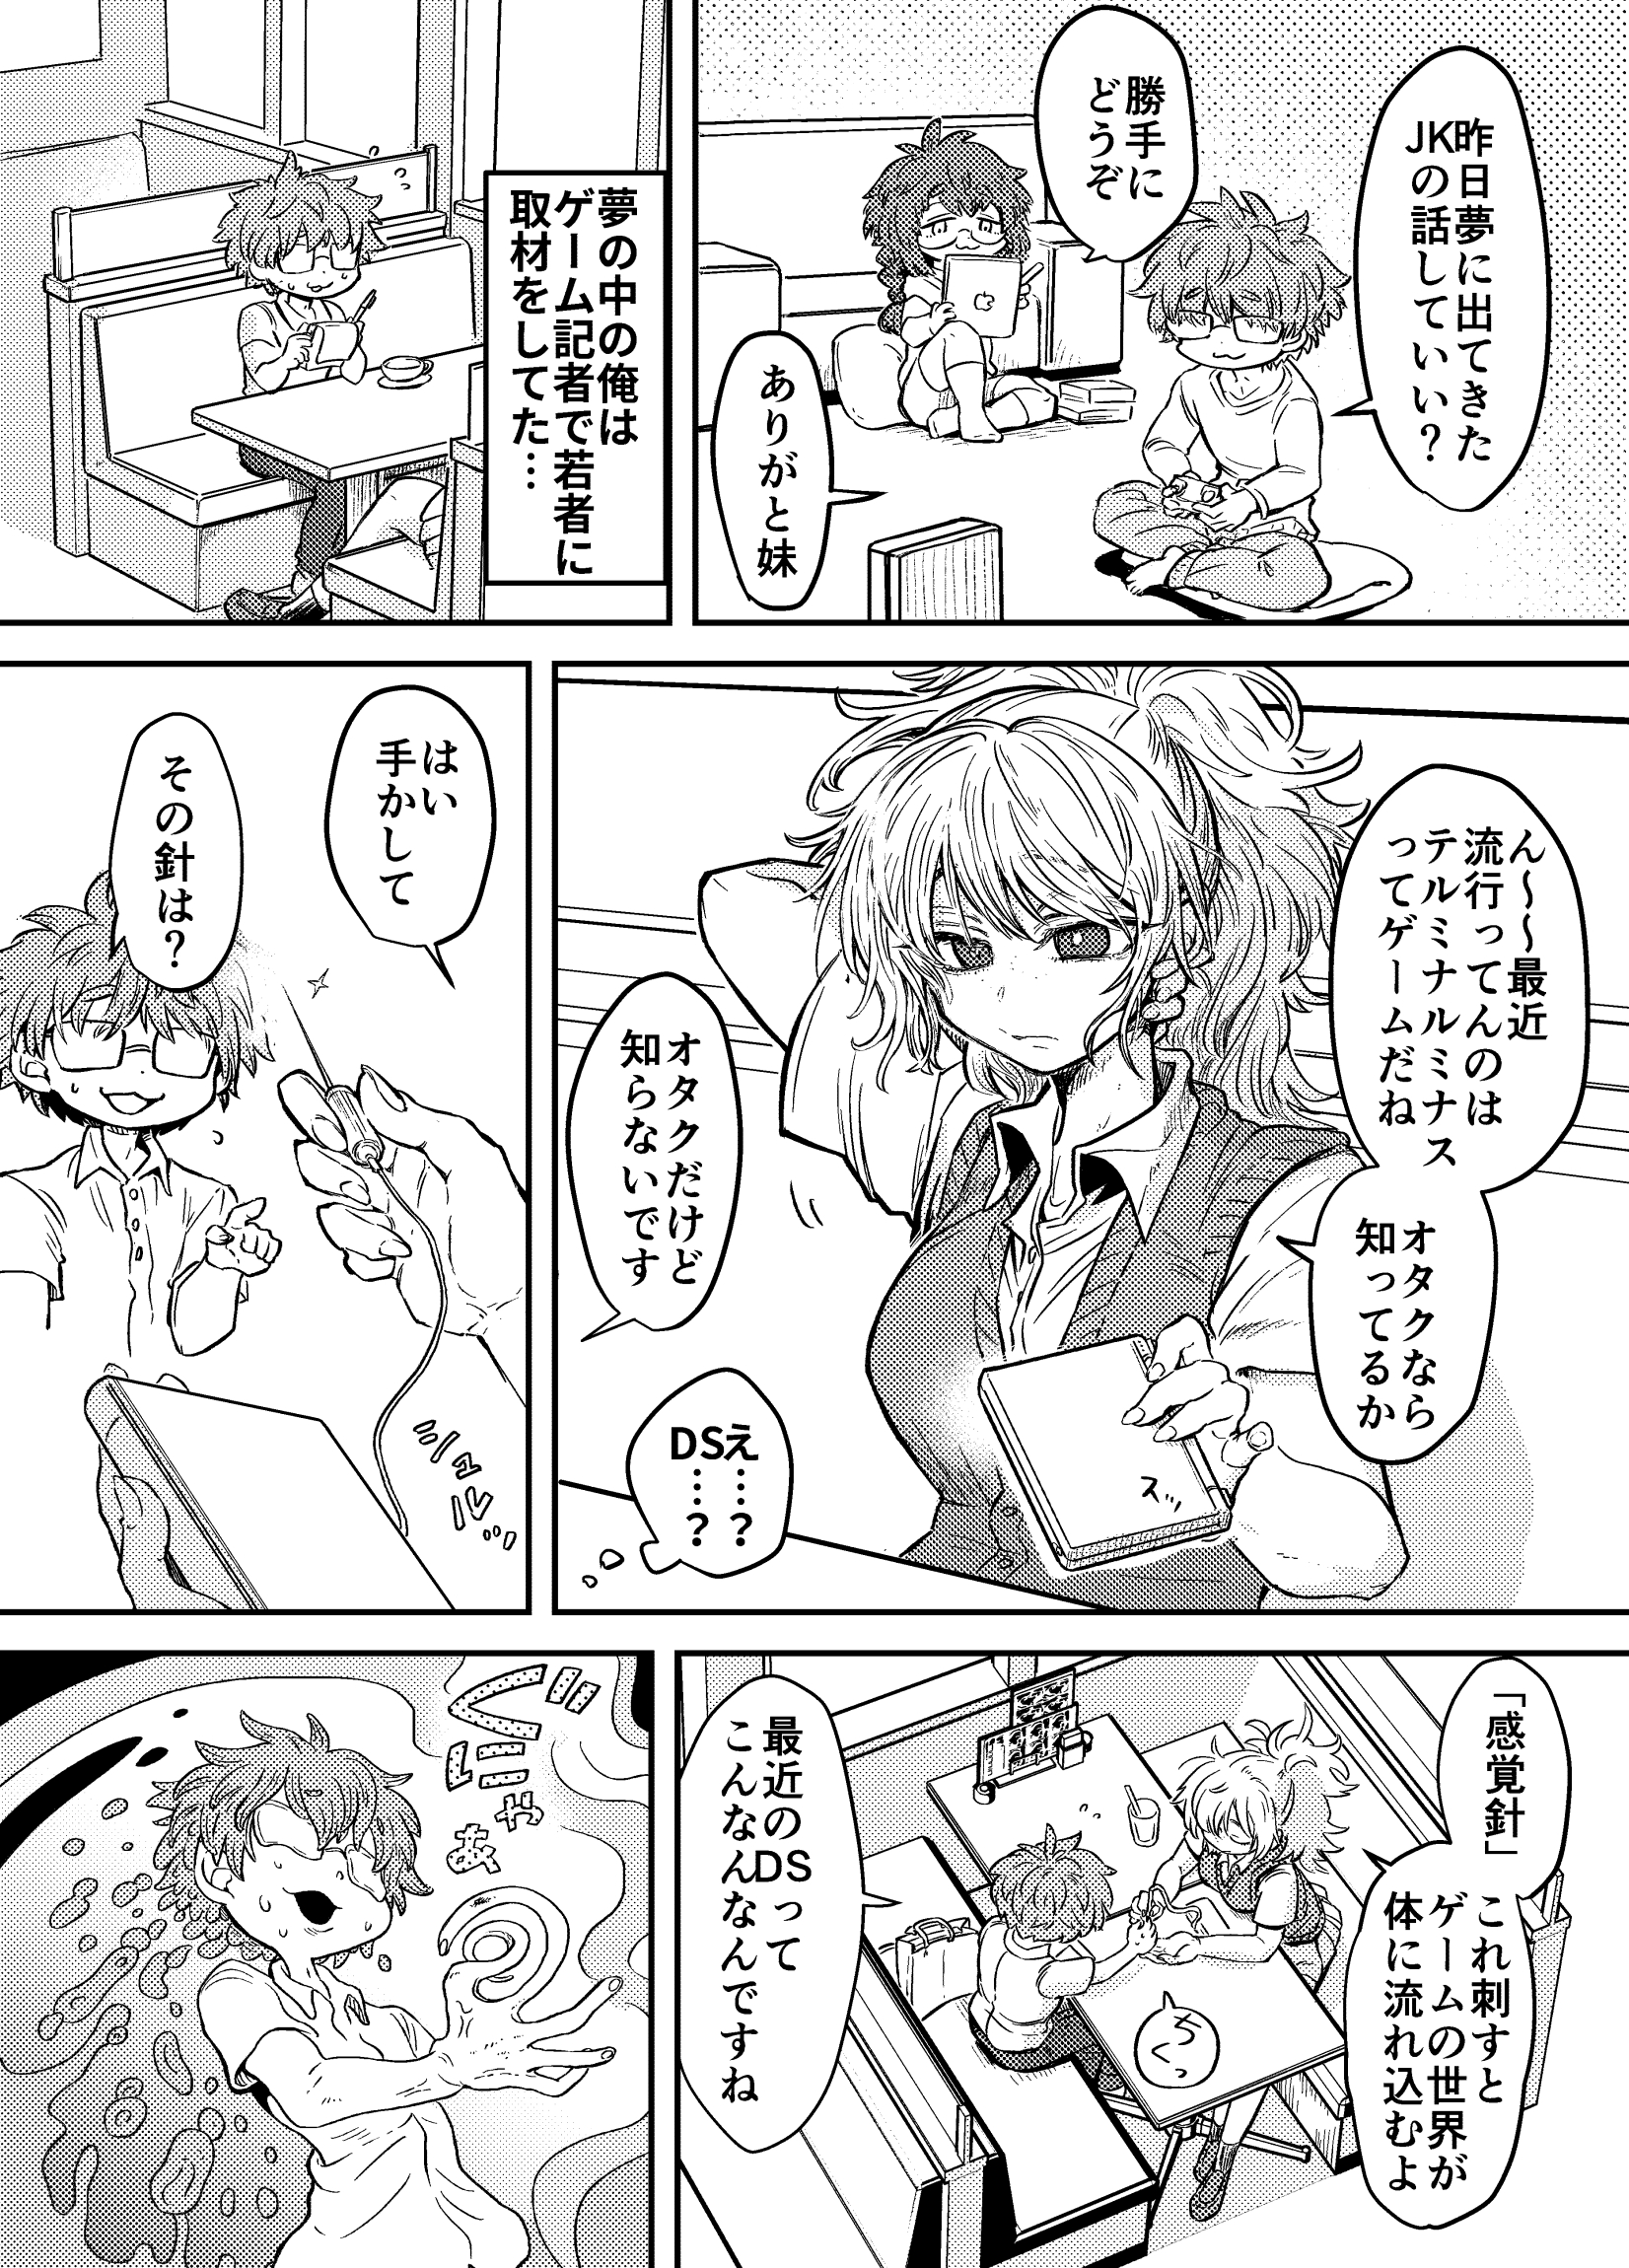 昨日夢に出てきた
JKの話していい？
勝手に
どうぞ
ありがと妹
夢の中の俺は
ゲーム記者で若者に
取材をしてた…
ん〜〜最近
流行ってんのは
テルミナルミナス
ってゲームだね
オタクなら
知ってるか
スッ
オタクだけど
知らないです
え……？
DS……？
はい
手かして
その針は？
シュルル…
「感覚針」
これ刺すと
ゲームの世界が
体に流れ込むよ
ちくっ
最近のDSって
こんなんなんですね
ぐにゃあ